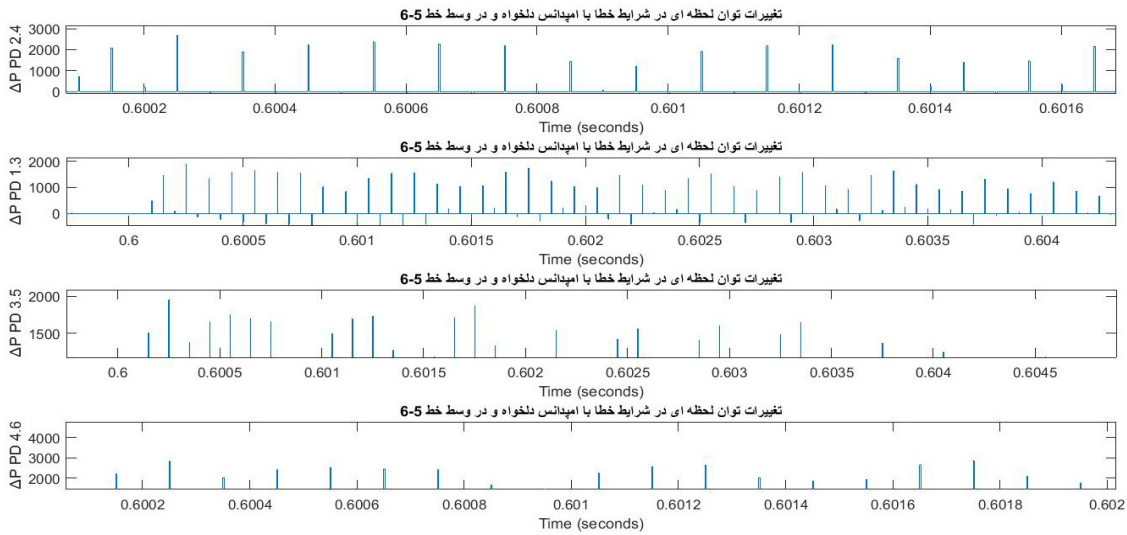 تغییرات توان لحظه ای در شرایط خطا با امپدانس دلخواه و در وسط خط 5-6
ΔP PD 2.4
3000
2000
1000
0
0.6002 0.6004 0.6006 0.6008 0.601 0.6012 0.6014 0.6016
Time (seconds)
تغییرات توان لحظه ای در شرایط خطا با امپدانس دلخواه و در وسط خط 5-6
ΔP PD 1.3
2000
1000
0
0.6 0.6005 0.601 0.6015 0.602 0.6025 0.603 0.6035 0.604
Time (seconds)
تغییرات توان لحظه ای در شرایط خطا با امپدانس دلخواه و در وسط خط 5-6
ΔP PD 3.5
2000
1500
0.6 0.6005 0.601 0.6015 0.602 0.6025 0.603 0.6035 0.604 0.6045
Time (seconds)
تغییرات توان لحظه ای در شرایط خطا با امپدانس دلخواه و در وسط خط 5-6
ΔP PD 4.6
4000
3000
2000
0.6002 0.6004 0.6006 0.6008 0.601 0.6012 0.6014 0.6016 0.6018 0.602
Time (seconds)